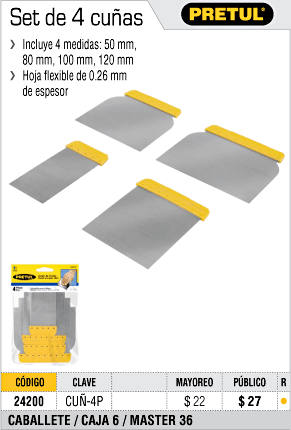 Set de 4 cuñas
PRETUL®
Incluye 4 medidas: 50 mm,
80 mm, 100 mm, 120 mm
Hoja flexible de 0.26 mm
de espesor
PRETUL
CÓDIGO CLAVE MAYOREO PÚBLICO R
24200 CUÑ-4P $ 22 $ 27
CABALLETE / CAJA 6 / MASTER 36